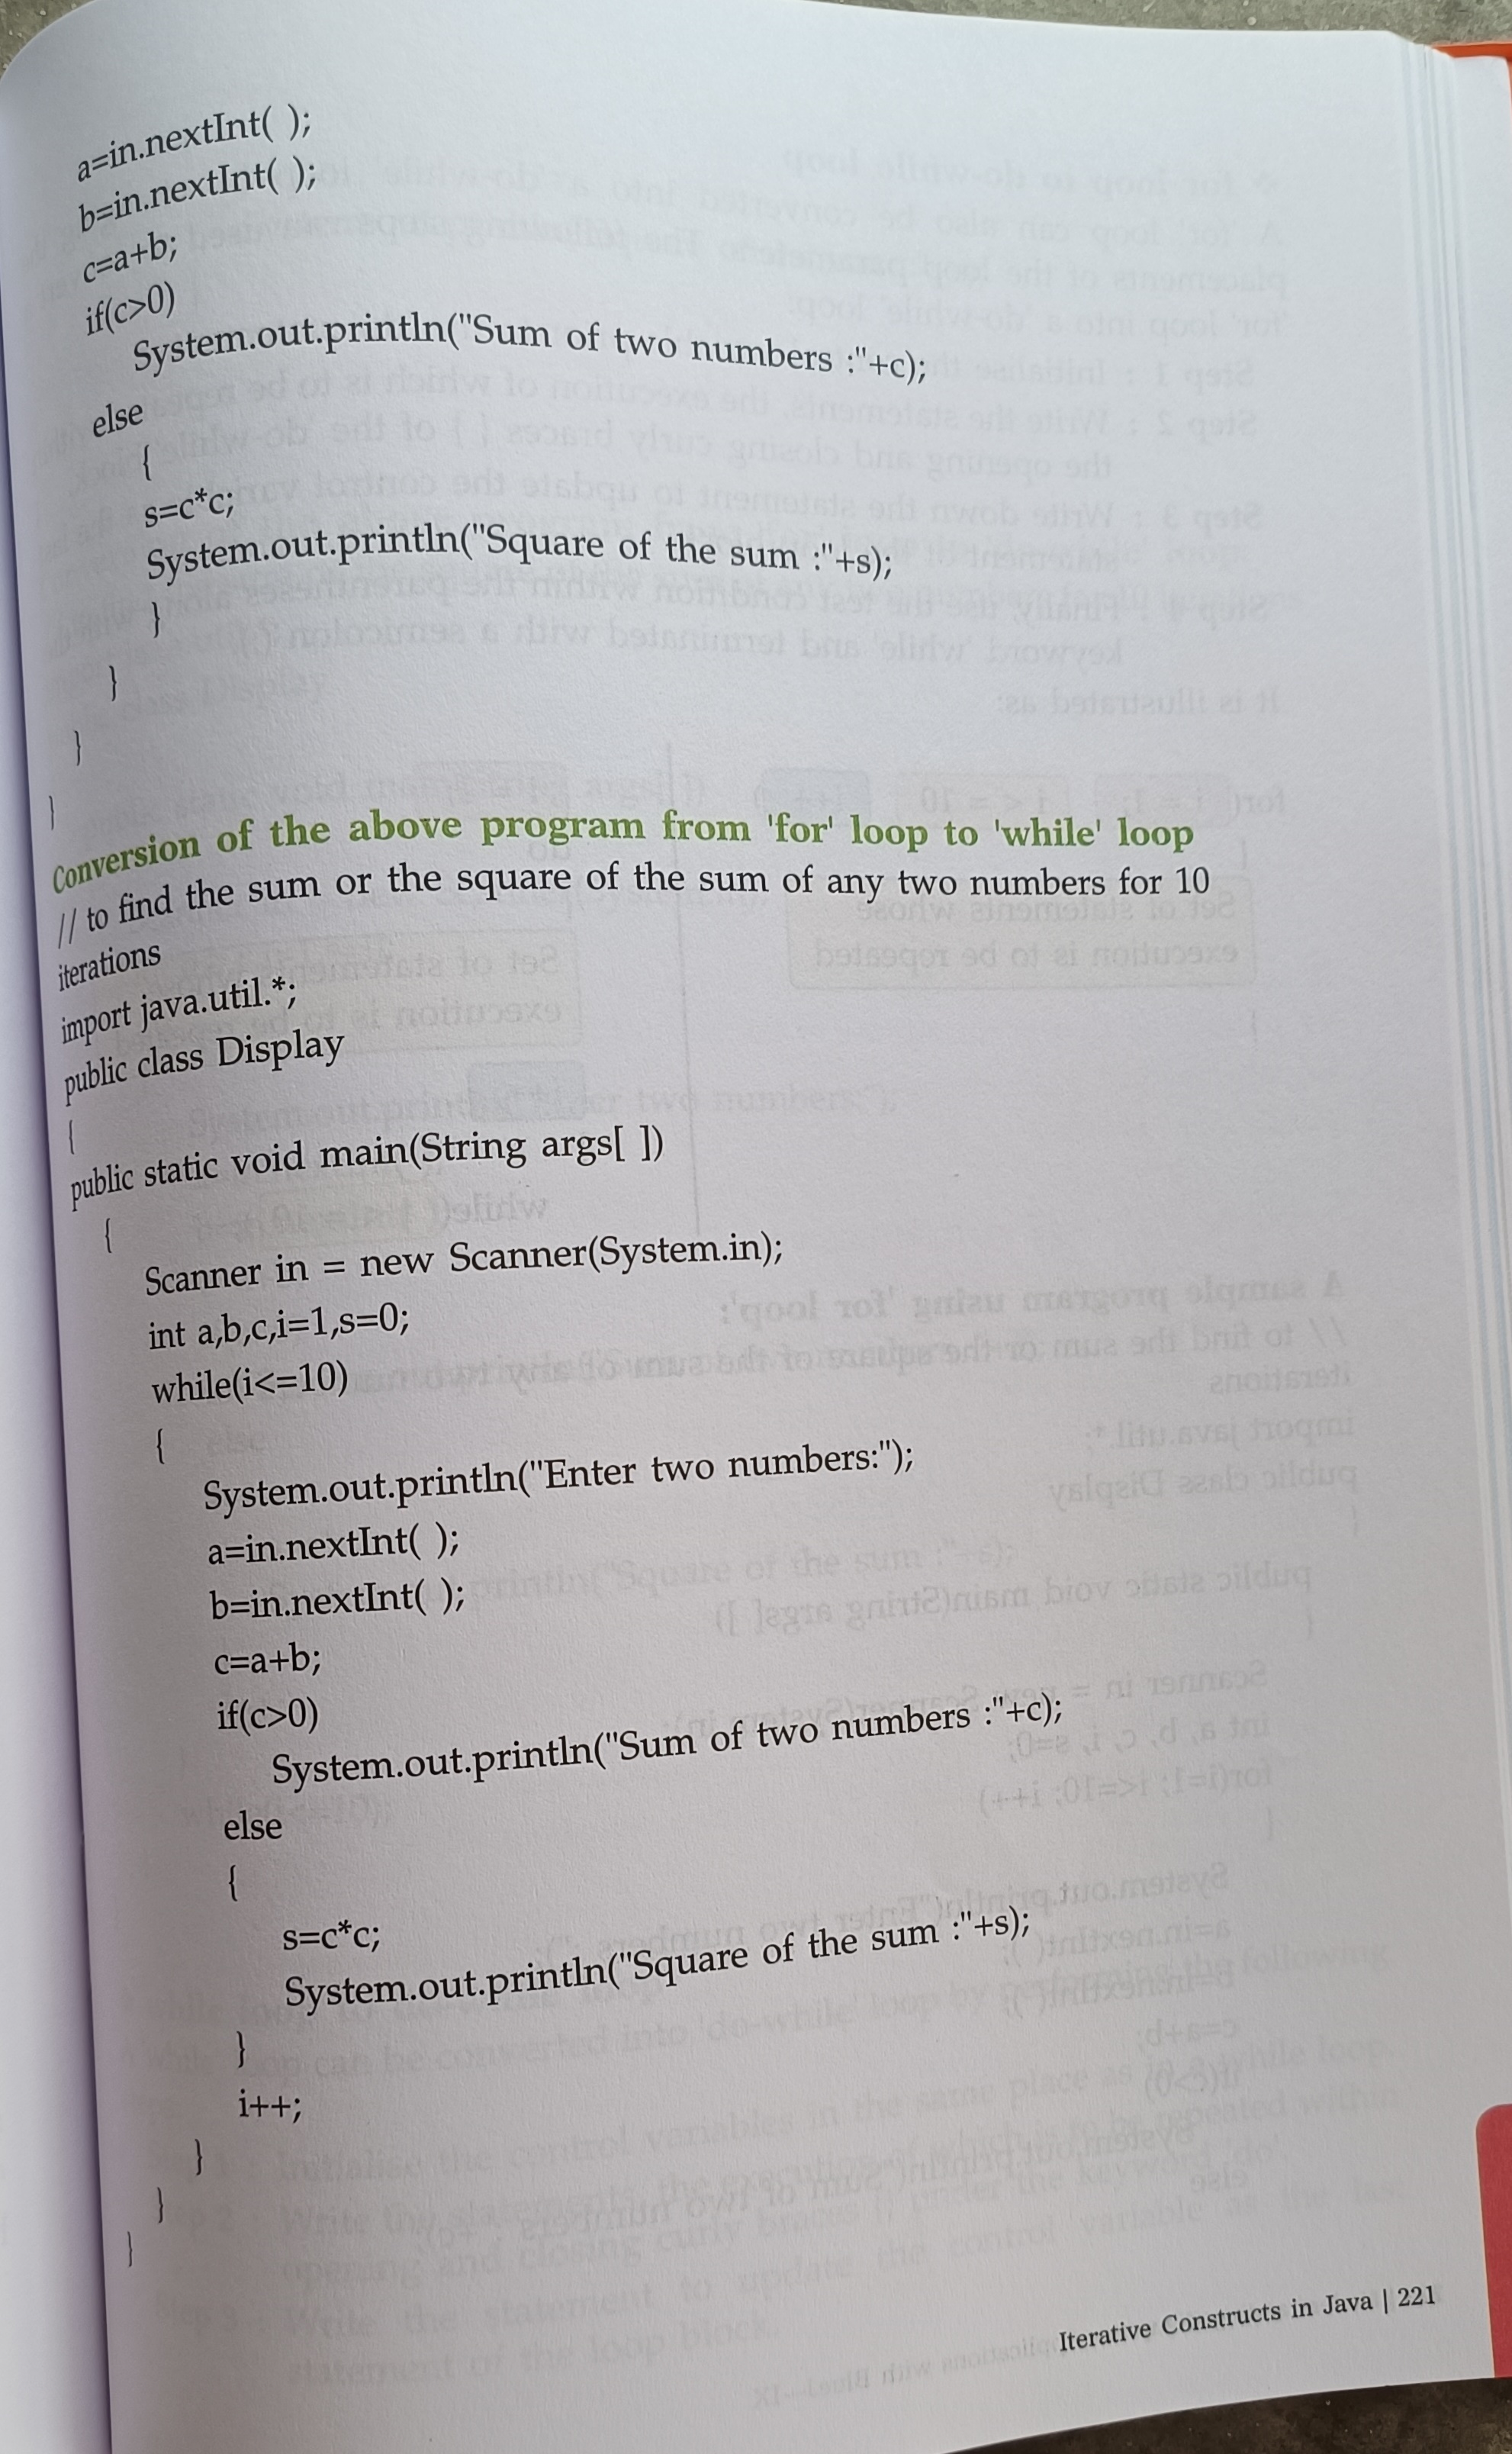 a=in.nextInt( );
b=in.nextInt( );
c=a+b;
if(c>0)
System.out.println("Sum of two numbers :"+c);
else
{
s=c*c;
System.out.println("Square of the sum :"+s);
}
}
}
}
Conversion of the above program from 'for' loop to 'while' loop
// to find the sum or the square of the sum of any two numbers for 10
iterations
import java.util.*;
public class Display
{
public static void main(String args[ ])
{
Scanner in = new Scanner(System.in);
int a,b,c,i=1,s=0;
while(i<=10)
{
System.out.println("Enter two numbers:");
a=in.nextInt( );
b=in.nextInt( );
c=a+b;
if(c>0)
System.out.println("Sum of two numbers :"+c);
else
{
s=c*c;
System.out.println("Square of the sum :"+s);
}
i++;
}
}
}
Iterative Constructs in Java | 221